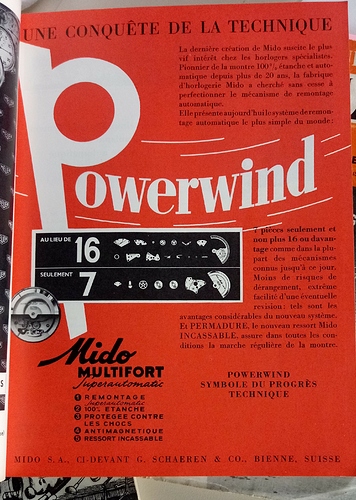 UNE CONQUÊTE DE LA TECHNIQUE
La dernière création de Mido suscite le plus
vif intérêt chez les horlogers spécialistes.
Pionnier de la montre 100% étanche et auto-
matique depuis plus de 20 ans, la fabrique
d'horlogerie Mido a cherché sans cesse à
perfectionner le mécanisme de remontage
automatique.
Elle présente aujourd'hui le système de remon-
tage automatique le plus simple du monde:
Powerwind
7 pièces seulement et
non plus 16 ou davan-
tage comme dans la plu-
part des mécanismes
connus jusqu'à ce jour.
Moins de risques de
dérangement, extrême
facilité d'une éventuelle
revision: tels sont les
avantages considérables du nouveau système.
Et PERMADURE, le nouveau ressort Mido
INCASSABLE, assure dans toutes les con-
ditions la marche régulière de la montre.
AU LIEU DE 16
SEULEMENT 7
Mido
MULTIFORT
Superautomatic
1 REMONTAGE
Superautomatic
2 100% ETANCHE
3 PROTEGEE CONTRE
LES CHOCS
4 ANTIMAGNETIQUE
5 RESSORT INCASSABLE
POWERWIND
SYMBOLE DU PROGRÈS
TECHNIQUE
MIDO S.A., CI-DEVANT G. SCHAEREN & CO., BIENNE, SUISSE